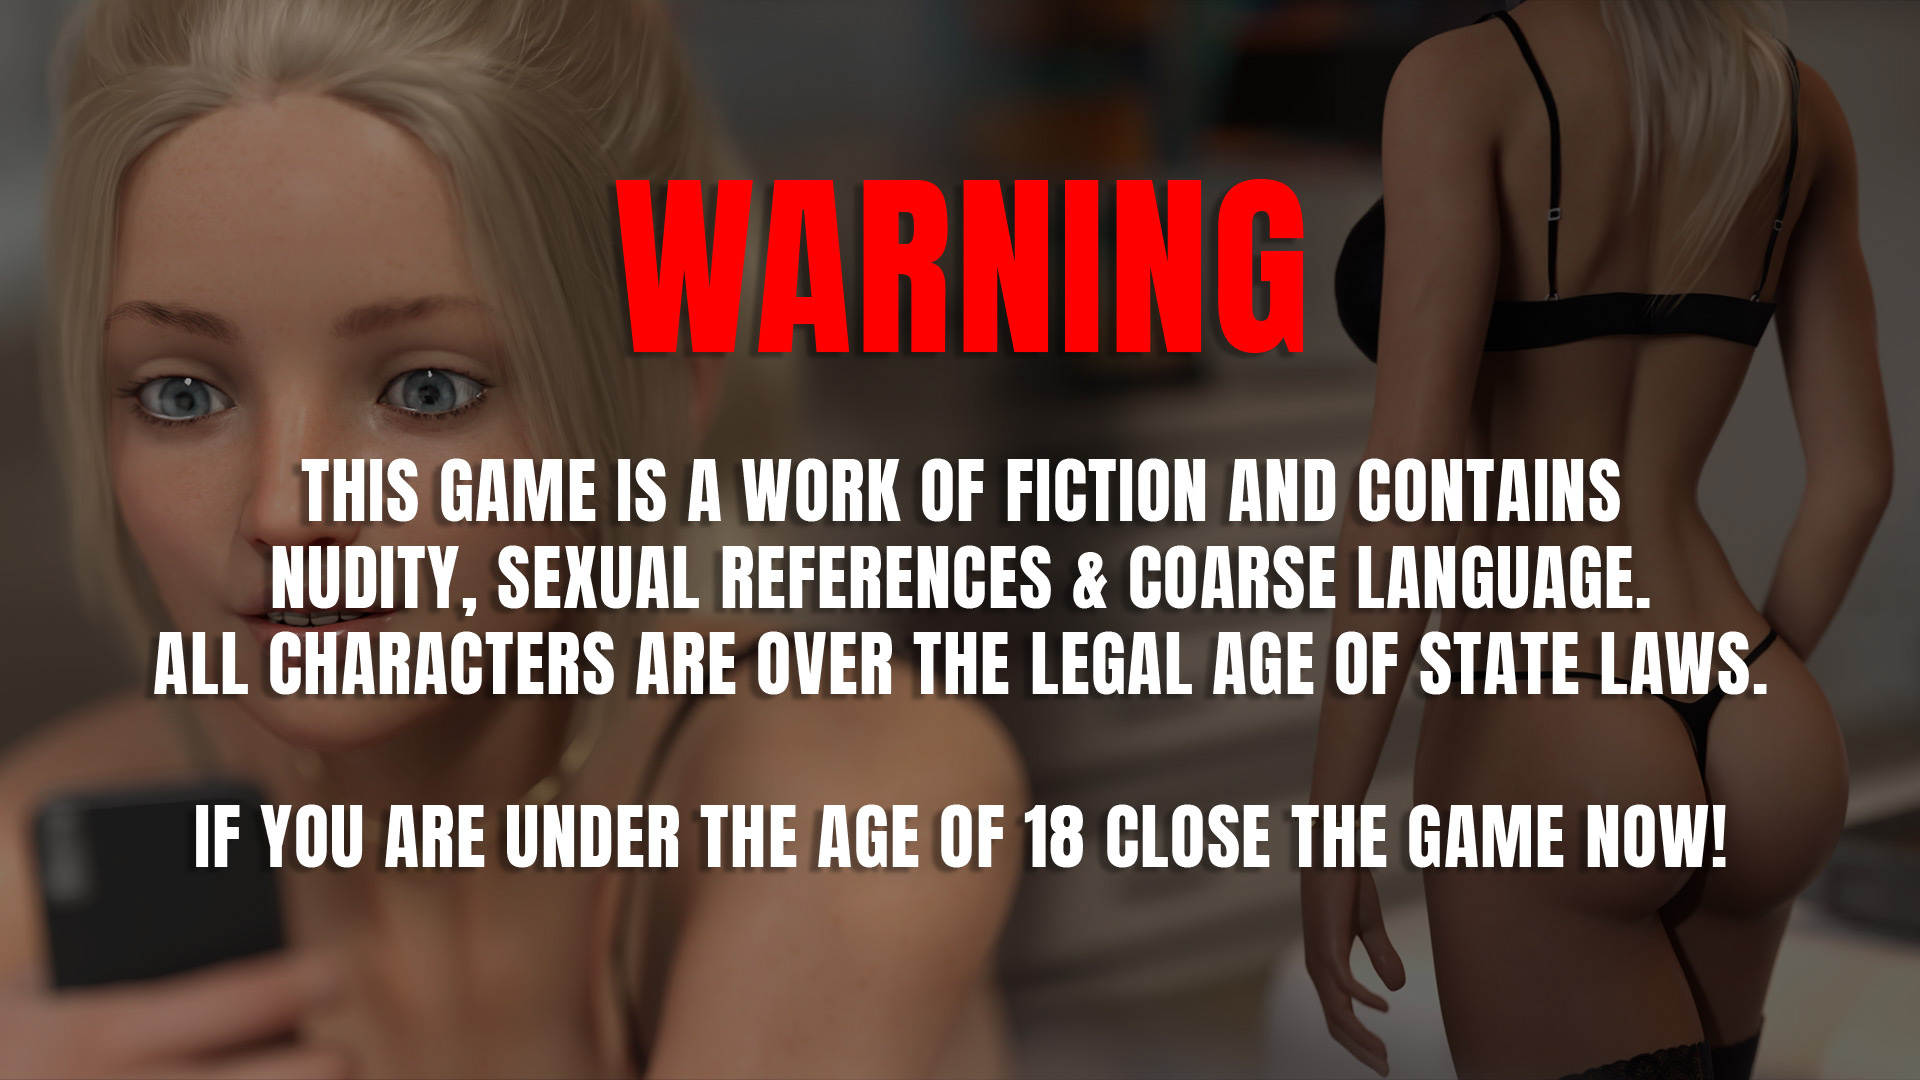 WARNING
THIS GAME IS A WORK OF FICTION AND CONTAINS
NUDITY, SEXUAL REFERENCES & COARSE LANGUAGE.
ALL CHARACTERS ARE OVER THE LEGAL AGE OF STATE LAWS.
IF YOU ARE UNDER THE AGE OF 18 CLOSE THE GAME NOW!